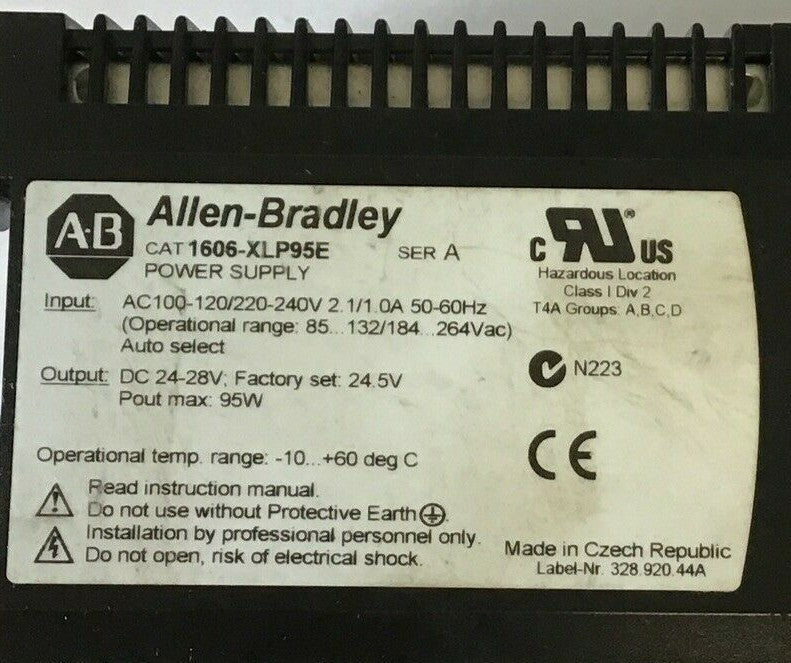 A·B Allen-Bradley
CAT 1606-XLP95E SER A
POWER SUPPLY
Input: AC100-120/220-240V 2.1/1.0A 50-60Hz
(Operational range: 85...132/184...264Vac)
Auto select
Output: DC 24-28V; Factory set: 24.5V
Pout max: 95W
Operational temp. range: -10...+60 deg C
Read instruction manual.
Do not use without Protective Earth.
Installation by professional personnel only.
Do not open, risk of electrical shock.
C RU ® US
Hazardous Location
Class I Div 2
T4A Groups: A,B,C,D
N223
CE
Made in Czech Republic
Label-Nr. 328.920.44A